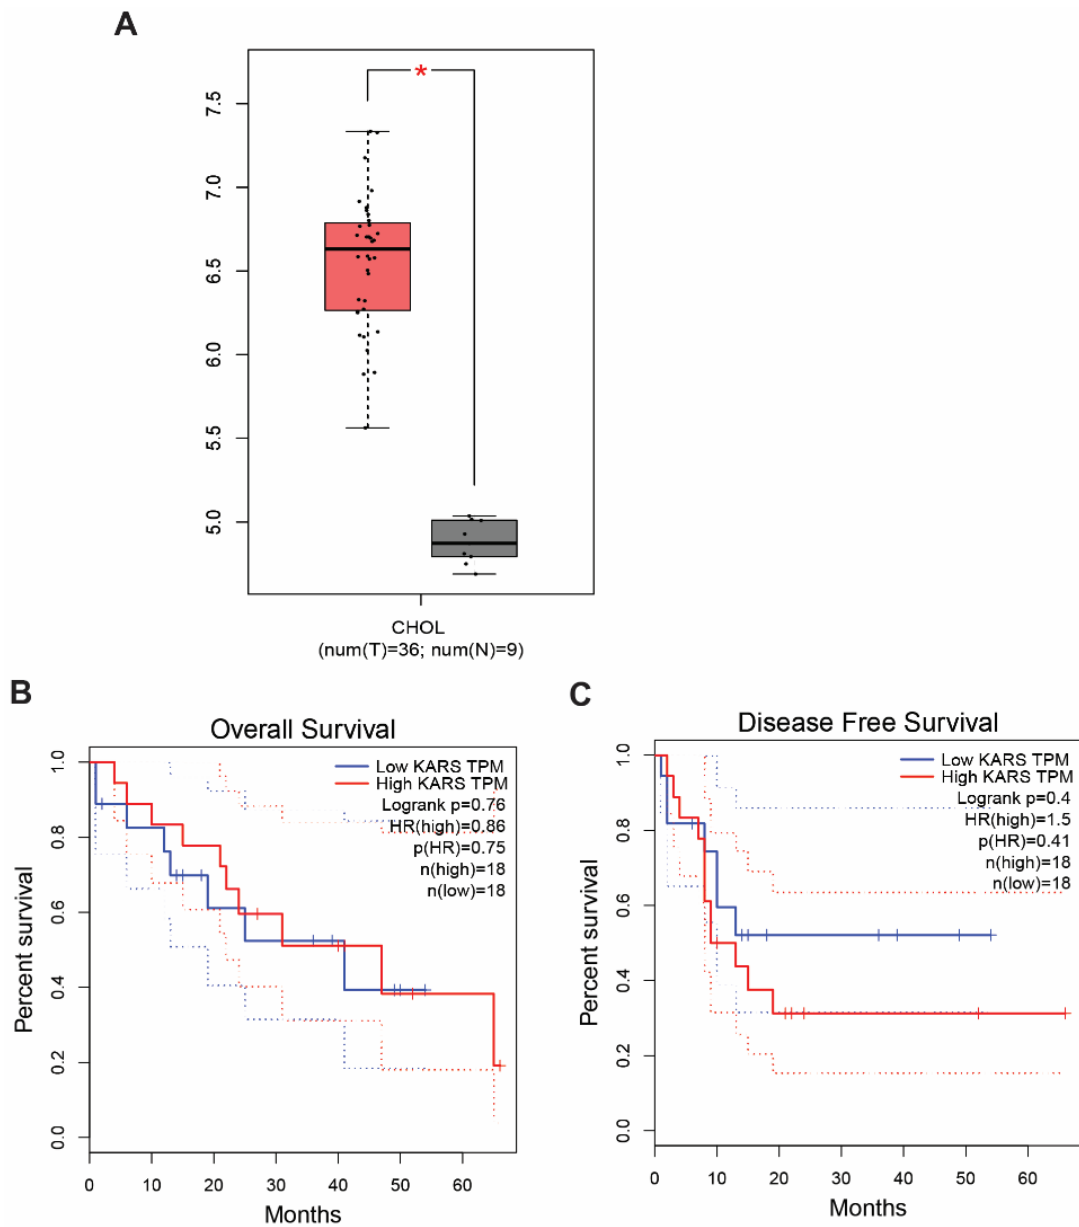 A
*
7.5
7.0
6.5
6.0
5.5
5.0
CHOL
(num(T)=36; num(N)=9)
B
Overall Survival
Low KARS TPM
High KARS TPM
Logrank p=0.76
HR(high)=0.86
p(HR)=0.75
n(high)=18
n(low)=18
Percent survival
1.0
0.8
0.6
0.4
0.2
0.0
0 10 20 30 40 50 60
Months
C
Disease Free Survival
Low KARS TPM
High KARS TPM
Logrank p=0.4
HR(high)=1.5
p(HR)=0.41
n(high)=18
n(low)=18
Percent survival
1.0
0.8
0.6
0.4
0.2
0.0
0 10 20 30 40 50 60
Months